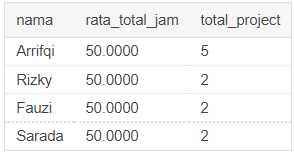 nama rata_total_jam total_project
Arrifqi 50.0000 5
Rizky 50.0000 2
Fauzi 50.0000 2
Sarada 50.0000 2